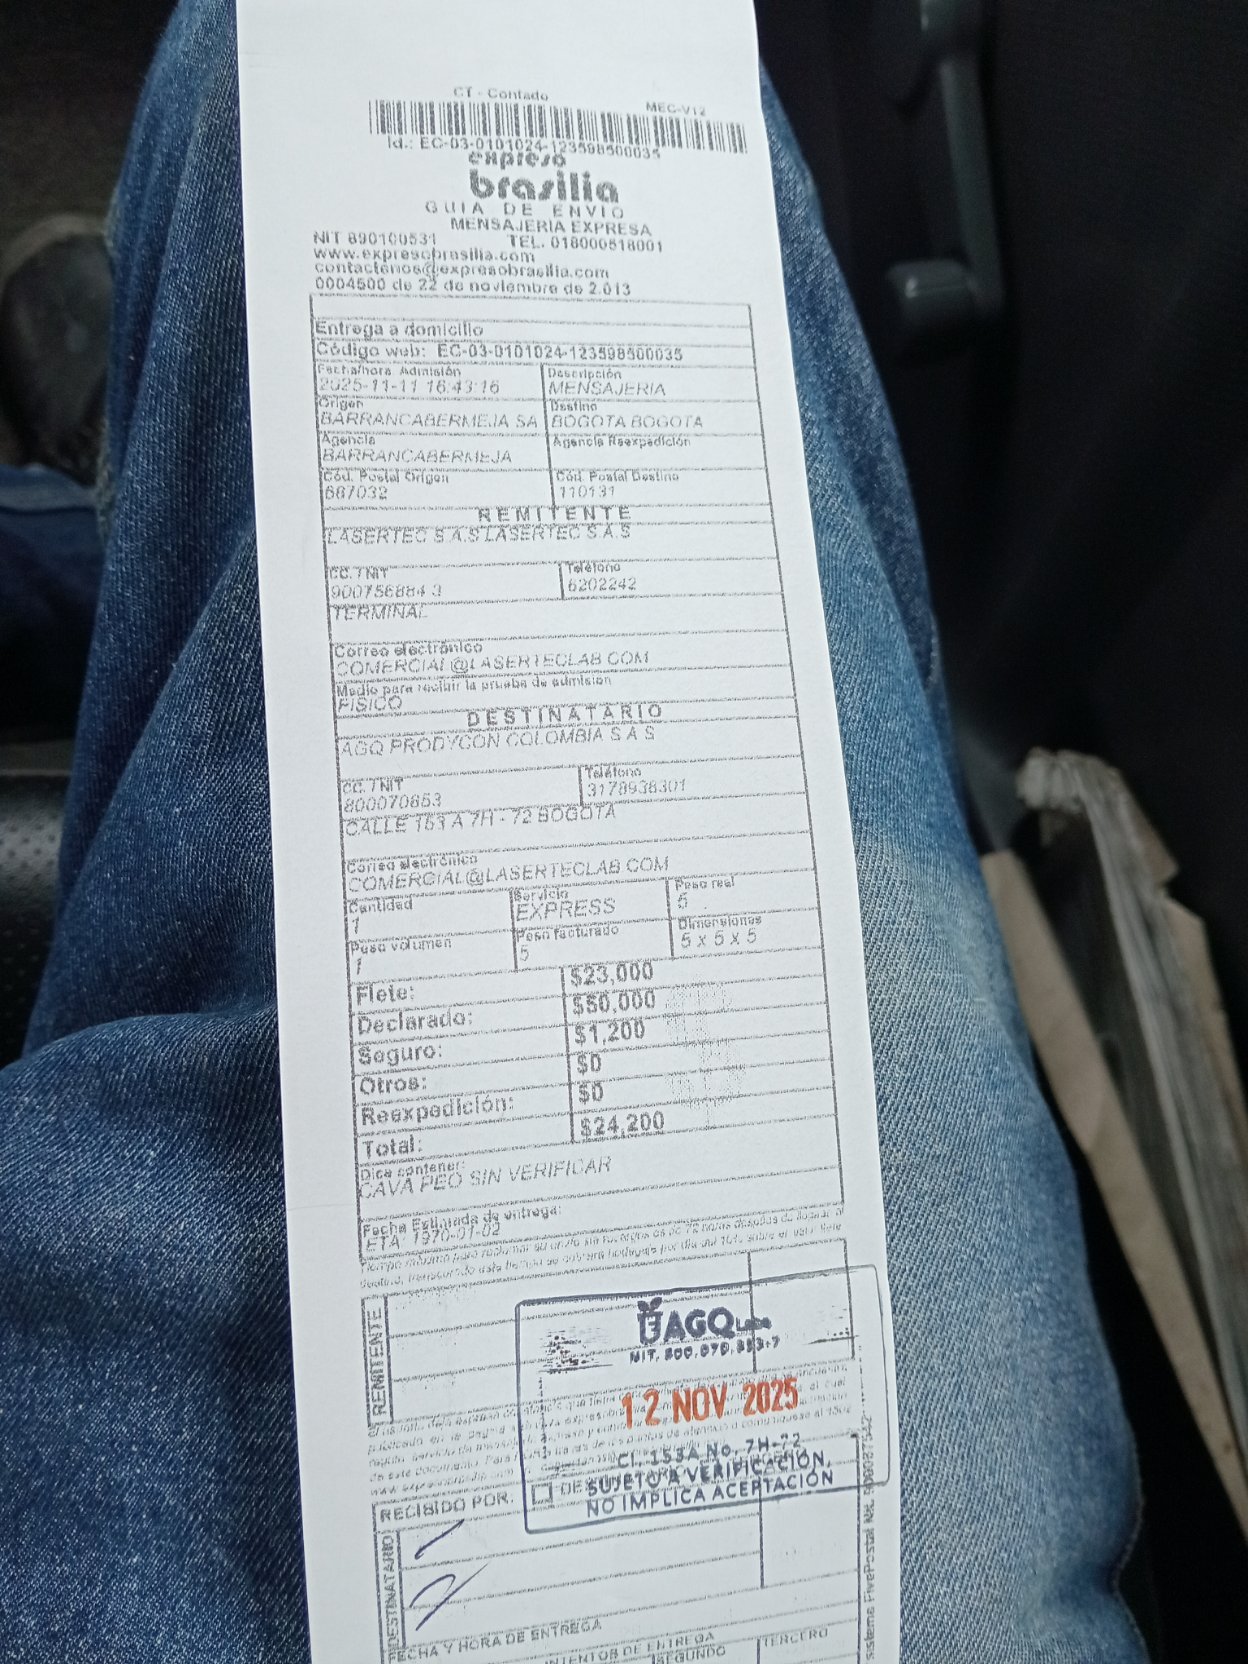 CT - Contado
MEC-V12
Id.: EC-03-0101024-123598500035
expreso
brasilia
GUIA DE ENVIO
MENSAJERIA EXPRESA
NIT 890100531 TEL. 018000518001
www.expresobrasilia.com
contactenos@expresobrasilia.com
0004500 de 22 de noviembre de 2.013
Entrega a domicilio
Código web: EC-03-0101024-123598500035
Fecha/hora Admisión Descripción
2025-11-11 16:43:16 MENSAJERIA
Origen Destino
BARRANCABERMEJA SA BOGOTA BOGOTA
Agencia Agencia Reexpedición
BARRANCABERMEJA
Cód. Postal Origen Cód. Postal Destino
687032 110131
REMITENTE
LASERTEC S.A.S LASERTEC S.A.S
CC. / NIT Teléfono
900756884 3 6202242
TERMINAL
Correo electrónico
COMERCIAL@LASERTECLAB.COM
Medio para recibir la prueba de admision
FISICO
DESTINATARIO
AGQ PRODYCON COLOMBIA S A S
CC. / NIT Teléfono
800070853 3178938301
CALLE 163 A 7H - 72 BOGOTA
Correo electrónico
COMERCIAL@LASERTECLAB.COM
Cantidad Servicio Peso real
1 EXPRESS 5
Peso volumen Peso facturado Dimensiones
1 5 5 x 5 x 5
Flete: $23,000
Declarado: $50,000
Seguro: $1,200
Otros: $0
Reexpedición: $0
Total: $24,200
Dice contener:
CAVA PEQ SIN VERIFICAR
Fecha Estimada de entrega:
ETA: 1970-01-02
REMITENTE
AGQ Labs
NIT. 800.070.853-7
12 NOV 2025
Cl. 153A No. 7H-72
SUJETO A VERIFICACIÓN,
NO IMPLICA ACEPTACIÓN
RECIBIDO POR:
DESTINATARIO
FECHA Y HORA DE ENTREGA
INTENTOS DE ENTREGA
SEGUNDO TERCERO